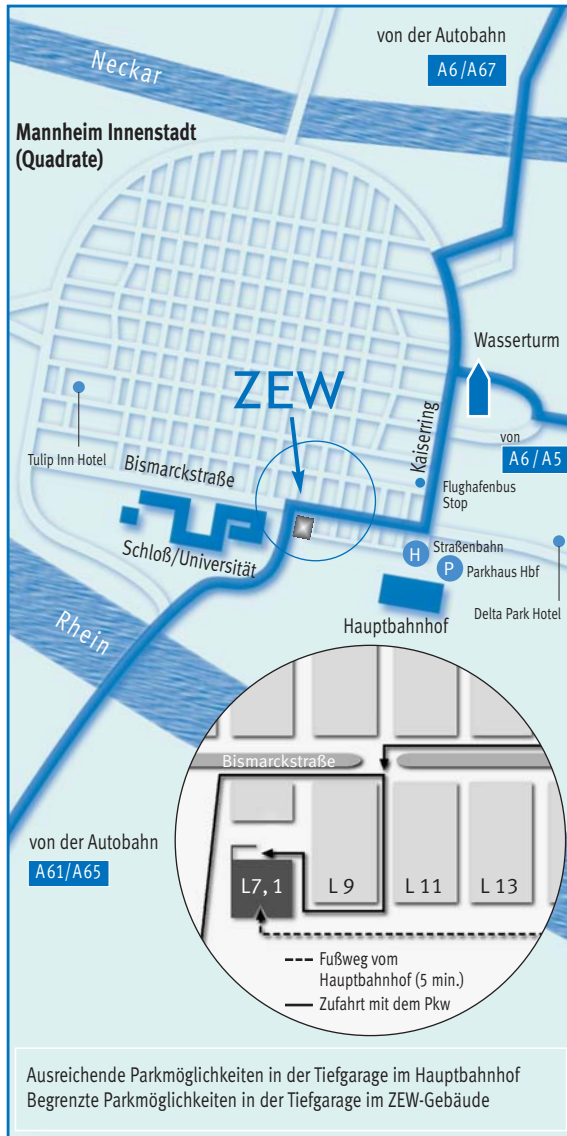 von der Autobahn
A6/A67
Neckar
Mannheim Innenstadt
(Quadrate)
Wasserturm
ZEW
Kaiserring
von
A6/A5
Tulip Inn Hotel
Bismarckstraße
Flughafenbus
Stop
Schloß/Universität
H
Straßenbahn
P
Parkhaus Hbf
Delta Park Hotel
Hauptbahnhof
Rhein
Bismarckstraße
von der Autobahn
A61/A65
L7, 1
L 9
L 11
L 13
Fußweg vom
Hauptbahnhof (5 min.)
Zufahrt mit dem Pkw
Ausreichende Parkmöglichkeiten in der Tiefgarage im Hauptbahnhof
Begrenzte Parkmöglichkeiten in der Tiefgarage im ZEW-Gebäude